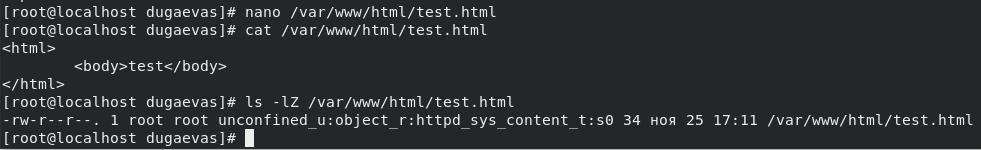 [root@localhost dugaevas]# nano /var/www/html/test.html
[root@localhost dugaevas]# cat /var/www/html/test.html
<html>
        <body>test</body>
</html>
[root@localhost dugaevas]# ls -lZ /var/www/html/test.html
-rw-r--r--. 1 root root unconfined_u:object_r:httpd_sys_content_t:s0 34 ноя 25 17:11 /var/www/html/test.html
[root@localhost dugaevas]#